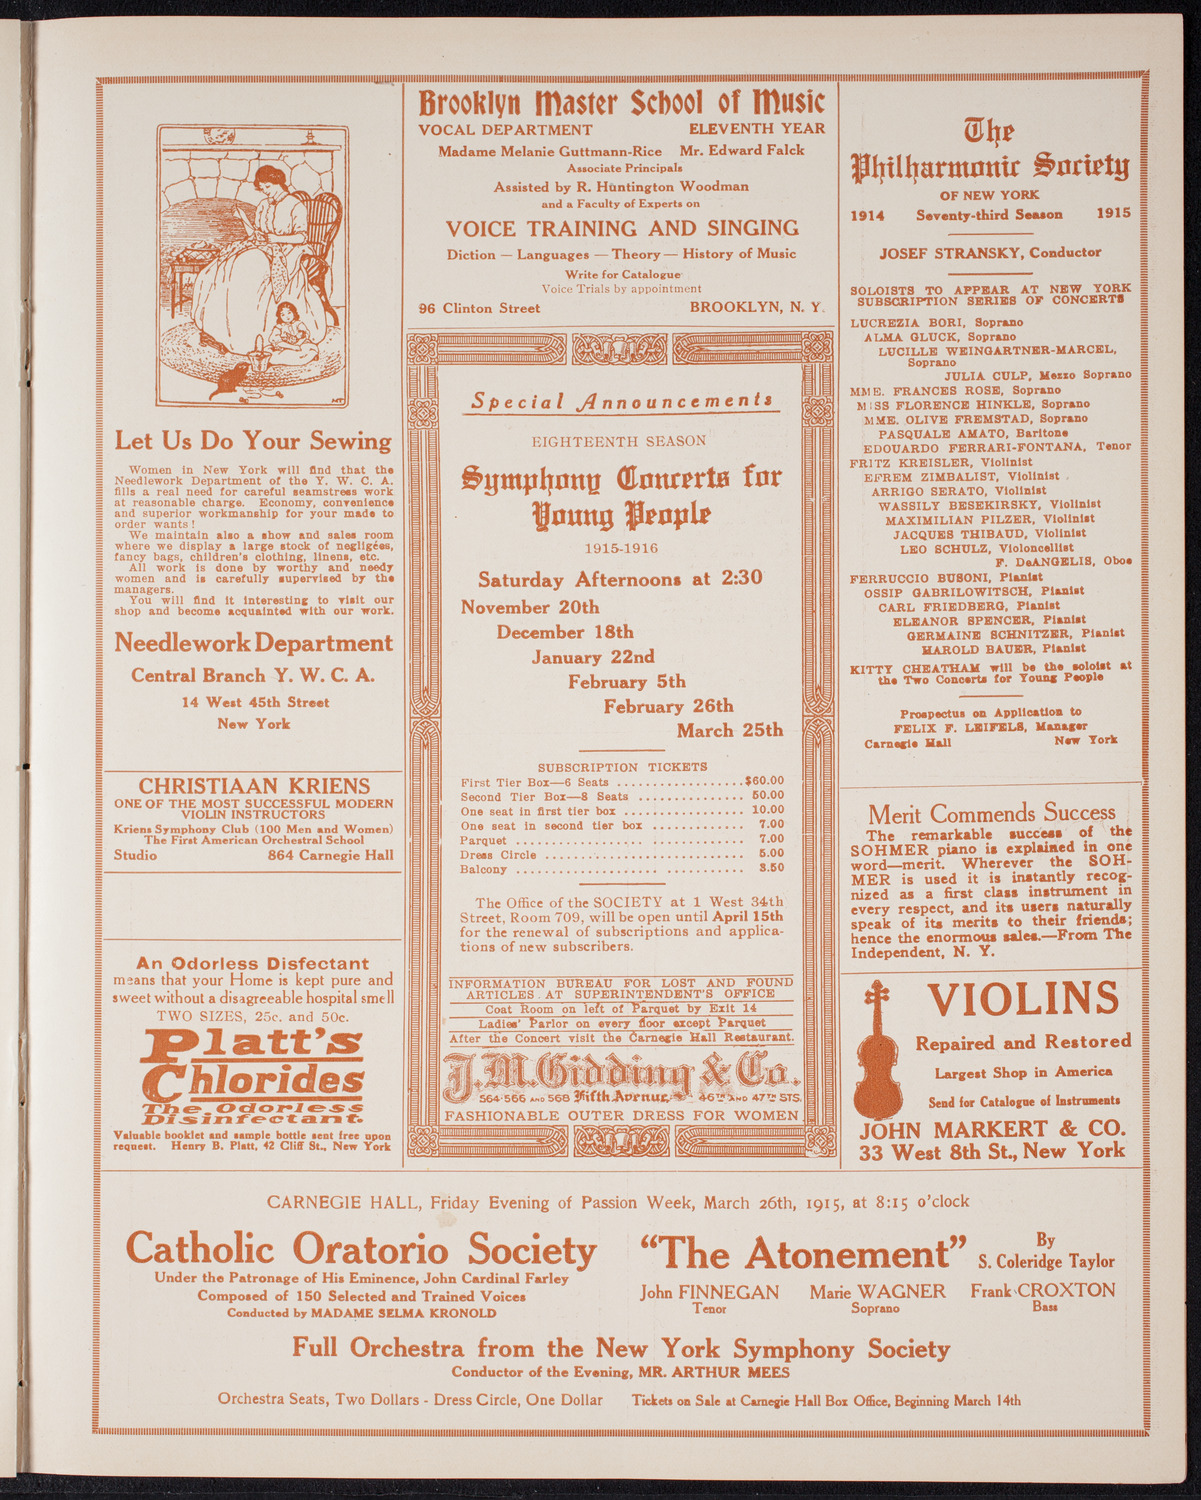 Let Us Do Your Sewing
Women in New York will find that the
Needlework Department of the Y. W. C. A.
fills a real need for careful seamstress work
at reasonable charge. Economy, convenience
and superior workmanship for your made to
order wants!
We maintain also a show and sales room
where we display a large stock of negligées,
fancy bags, children's clothing, linens, etc.
All work is done by worthy and needy
women and is carefully supervised by the
managers.
You will find it interesting to visit our
shop and become acquainted with our work.
Needlework Department
Central Branch Y. W. C. A.
14 West 45th Street
New York
CHRISTIAAN KRIENS
ONE OF THE MOST SUCCESSFUL MODERN
VIOLIN INSTRUCTORS
Kriens Symphony Club (100 Men and Women)
The First American Orchestral School
Studio 864 Carnegie Hall
An Odorless Disfectant
means that your Home is kept pure and
sweet without a disagreeable hospital smell
TWO SIZES, 25c. and 50c.
Platt's
Chlorides
The Odorless
Disinfectant.
Valuable booklet and sample bottle sent free upon
request. Henry B. Platt, 42 Cliff St., New York
Brooklyn Master School of Music
VOCAL DEPARTMENT ELEVENTH YEAR
Madame Melanie Guttmann-Rice Mr. Edward Falck
Associate Principals
Assisted by R. Huntington Woodman
and a Faculty of Experts on
VOICE TRAINING AND SINGING
Diction — Languages — Theory — History of Music
Write for Catalogue
Voice Trials by appointment
96 Clinton Street BROOKLYN, N. Y.
Special Announcements
EIGHTEENTH SEASON
Symphony Concerts for
Young People
1915-1916
Saturday Afternoons at 2:30
November 20th
December 18th
January 22nd
February 5th
February 26th
March 25th
SUBSCRIPTION TICKETS
First Tier Box—6 Seats ..................$60.00
Second Tier Box—8 Seats ............... 50.00
One seat in first tier box ................. 10.00
One seat in second tier box ............. 7.00
Parquet ................................ 7.00
Dress Circle ............................ 5.00
Balcony ................................ 3.50
The Office of the SOCIETY at 1 West 34th
Street, Room 709, will be open until April 15th
for the renewal of subscriptions and applica-
tions of new subscribers.
INFORMATION BUREAU FOR LOST AND FOUND
ARTICLES AT SUPERINTENDENT'S OFFICE
Coat Room on left of Parquet by Exit 14
Ladies' Parlor on every floor except Parquet
After the Concert visit the Carnegie Hall Restaurant.
J. M. Gidding & Co.
564-566 AND 568 Fifth Avenue 46TH AND 47TH STS.
FASHIONABLE OUTER DRESS FOR WOMEN
The
Philharmonic Society
OF NEW YORK
1914 Seventy-third Season 1915
JOSEF STRANSKY, Conductor
SOLOISTS TO APPEAR AT NEW YORK
SUBSCRIPTION SERIES OF CONCERTS
LUCREZIA BORI, Soprano
ALMA GLUCK, Soprano
LUCILLE WEINGARTNER-MARCEL,
Soprano
JULIA CULP, Mezzo Soprano
MME. FRANCES ROSE, Soprano
MISS FLORENCE HINKLE, Soprano
MME. OLIVE FREMSTAD, Soprano
PASQUALE AMATO, Baritone
EDOUARDO FERRARI-FONTANA, Tenor
FRITZ KREISLER, Violinist
EFREM ZIMBALIST, Violinist
ARRIGO SERATO, Violinist
WASSILY BESEKIRSKY, Violinist
MAXIMILIAN PILZER, Violinist
JACQUES THIBAUD, Violinist
LEO SCHULZ, Violoncellist
F. DeANGELIS, Oboe
FERRUCCIO BUSONI, Pianist
OSSIP GABRILOWITSCH, Pianist
CARL FRIEDBERG, Pianist
ELEANOR SPENCER, Pianist
GERMAINE SCHNITZER, Pianist
HAROLD BAUER, Pianist
KITTY CHEATHAM will be the soloist at
the Two Concerts for Young People
Prospectus on Application to
FELIX F. LEIFELS, Manager
Carnegie Hall New York
Merit Commends Success
The remarkable success of the
SOHMER piano is explained in one
word—merit. Wherever the SOH-
MER is used it is instantly recog-
nized as a first class instrument in
every respect, and its users naturally
speak of its merits to their friends;
hence the enormous sales.—From The
Independent, N. Y.
VIOLINS
Repaired and Restored
Largest Shop in America
Send for Catalogue of Instruments
JOHN MARKERT & CO.
33 West 8th St., New York
CARNEGIE HALL, Friday Evening of Passion Week, March 26th, 1915, at 8:15 o'clock
Catholic Oratorio Society
Under the Patronage of His Eminence, John Cardinal Farley
Composed of 150 Selected and Trained Voices
Conducted by MADAME SELMA KRONOLD
"The Atonement" By
S. Coleridge Taylor
John FINNEGAN Marie WAGNER Frank CROXTON
Tenor Soprano Bass
Full Orchestra from the New York Symphony Society
Conductor of the Evening, MR. ARTHUR MEES
Orchestra Seats, Two Dollars - Dress Circle, One Dollar Tickets on Sale at Carnegie Hall Box Office, Beginning March 14th